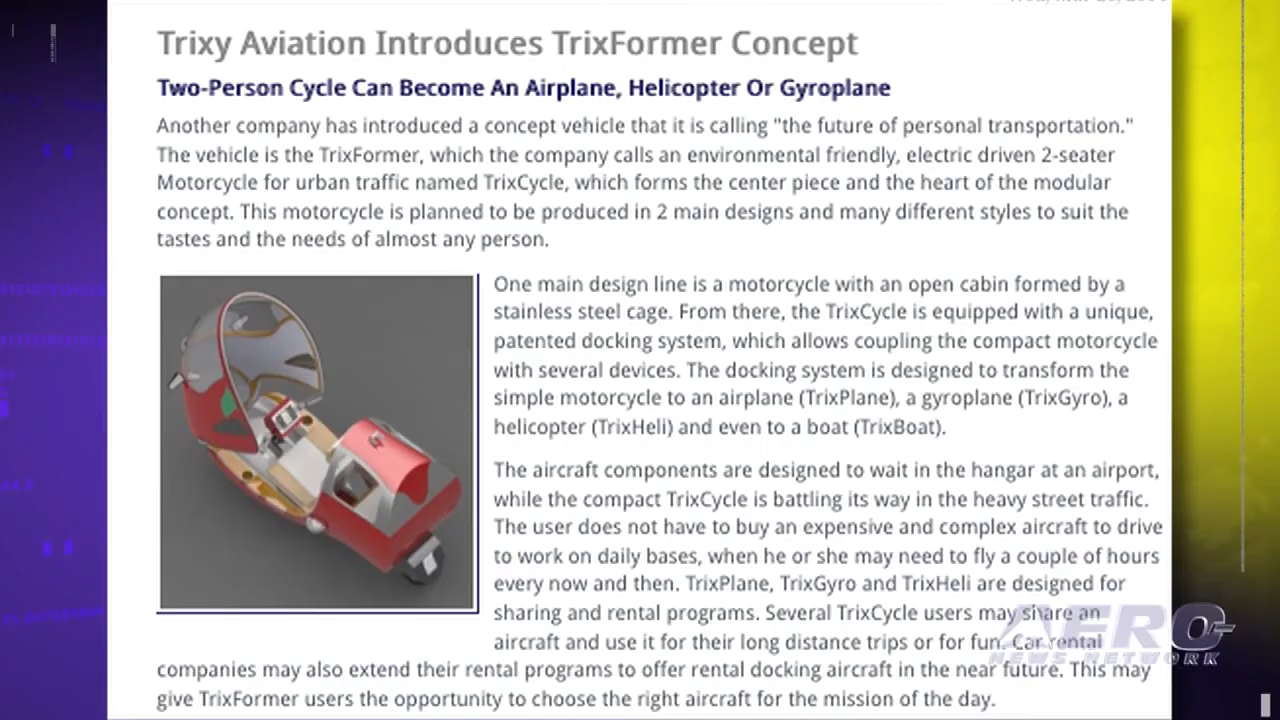 Trixy Aviation Introduces TrixFormer Concept
Two-Person Cycle Can Become An Airplane, Helicopter Or Gyroplane
Another company has introduced a concept vehicle that it is calling "the future of personal transportation."
The vehicle is the TrixFormer, which the company calls an environmental friendly, electric driven 2-seater
Motorcycle for urban traffic named TrixCycle, which forms the center piece and the heart of the modular
concept. This motorcycle is planned to be produced in 2 main designs and many different styles to suit the
tastes and the needs of almost any person.
One main design line is a motorcycle with an open cabin formed by a
stainless steel cage. From there, the TrixCycle is equipped with a unique,
patented docking system, which allows coupling the compact motorcycle
with several devices. The docking system is designed to transform the
simple motorcycle to an airplane (TrixPlane), a gyroplane (TrixGyro), a
helicopter (TrixHeli) and even to a boat (TrixBoat).
The aircraft components are designed to wait in the hangar at an airport,
while the compact TrixCycle is battling its way in the heavy street traffic.
The user does not have to buy an expensive and complex aircraft to drive
to work on daily bases, when he or she may need to fly a couple of hours
every now and then. TrixPlane, TrixGyro and TrixHeli are designed for
sharing and rental programs. Several TrixCycle users may share an
aircraft and use it for their long distance trips or for fun. Car rental
companies may also extend their rental programs to offer rental docking aircraft in the near future. This may
give TrixFormer users the opportunity to choose the right aircraft for the mission of the day.
AERO
NEWS NETWORK